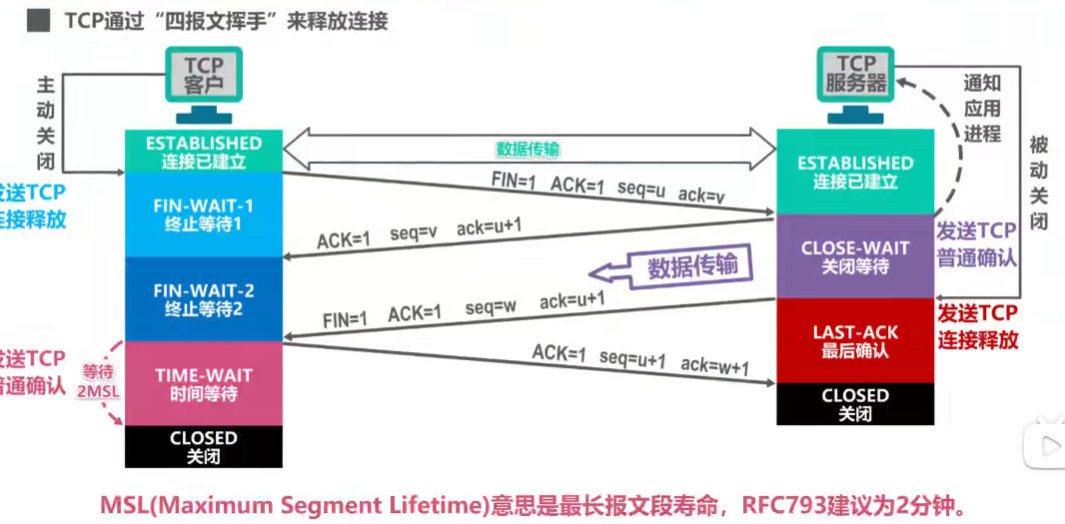 TCP通过“四报文挥手”来释放连接
TCP
客户
TCP
服务器
主动关闭
通知
应用
进程
被动关闭
ESTABLISHED
连接已建立
数据传输
ESTABLISHED
连接已建立
FIN=1 ACK=1 seq=u ack=v
发送TCP
连接释放
FIN-WAIT-1
终止等待1
ACK=1 seq=v ack=u+1
CLOSE-WAIT
关闭等待
发送TCP
普通确认
数据传输
FIN-WAIT-2
终止等待2
FIN=1 ACK=1 seq=w ack=u+1
LAST-ACK
最后确认
发送TCP
连接释放
发送TCP
普通确认
等待
2MSL
TIME-WAIT
时间等待
ACK=1 seq=u+1 ack=w+1
CLOSED
关闭
CLOSED
关闭
MSL(Maximum Segment Lifetime)意思是最长报文段寿命，RFC793建议为2分钟。